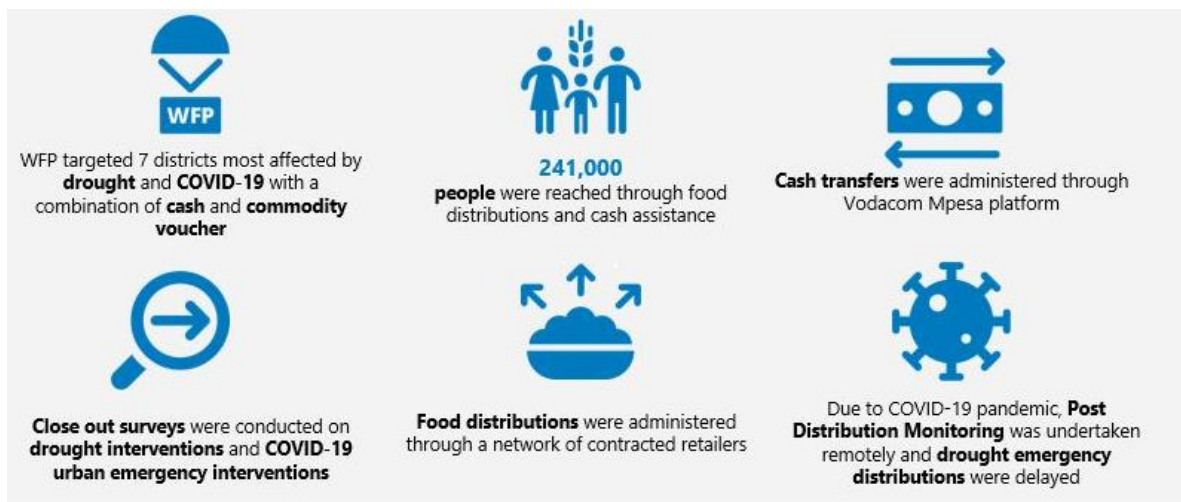 WFP
WFP targeted 7 districts most affected by
drought and COVID-19 with a
combination of cash and commodity
voucher
241,000
people were reached through food
distributions and cash assistance
Cash transfers were administered through
Vodacom Mpesa platform
Close out surveys were conducted on
drought interventions and COVID-19
urban emergency interventions
Food distributions were administered
through a network of contracted retailers
Due to COVID-19 pandemic, Post
Distribution Monitoring was undertaken
remotely and drought emergency
distributions were delayed